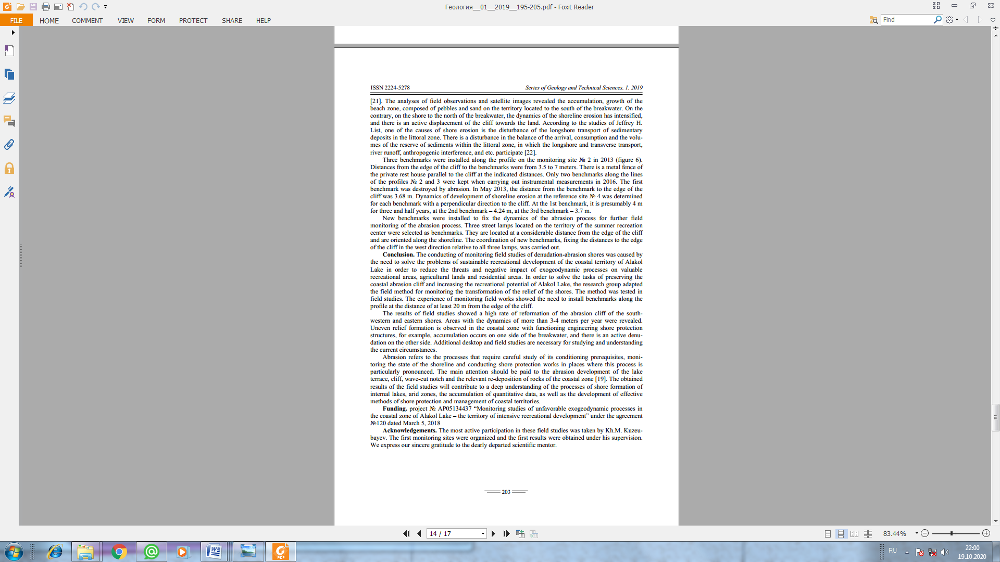 Геология__01__2019__195-205.pdf - Foxit Reader
FILE HOME COMMENT VIEW FORM PROTECT SHARE HELP
Find
ISSN 2224-5278 Series of Geology and Technical Sciences. 1. 2019
[21]. The analyses of field observations and satellite images revealed the accumulation, growth of the
beach zone, composed of pebbles and sand on the territory located to the south of the breakwater. On the
contrary, on the shore to the north of the breakwater, the dynamics of the shoreline erosion has intensified,
and there is an active displacement of the cliff towards the land. According to the studies of Jeffrey H.
List, one of the causes of shore erosion is the disturbance of the longshore transport of sedimentary
deposits in the littoral zone. There is a disturbance in the balance of the arrival, consumption and the volu-
mes of the reserve of sediments within the littoral zone, in which the longshore and transverse transport,
river runoff, anthropogenic interference, and etc. participate [22].
Three benchmarks were installed along the profile on the monitoring site № 2 in 2013 (figure 6).
Distances from the edge of the cliff to the benchmarks were from 3.5 to 7 meters. There is a metal fence of
the private rest house parallel to the cliff at the indicated distances. Only two benchmarks along the lines
of the profiles № 2 and 3 were kept when carrying out instrumental measurements in 2016. The first
benchmark was destroyed by abrasion. In May 2013, the distance from the benchmark to the edge of the
cliff was 3.68 m. Dynamics of development of shoreline erosion at the reference site № 4 was determined
for each benchmark with a perpendicular direction to the cliff. At the 1st benchmark, it is presumably 4 m
for three and half years, at the 2nd benchmark – 4.24 m, at the 3rd benchmark – 3.7 m.
New benchmarks were installed to fix the dynamics of the abrasion process for further field
monitoring of the abrasion process. Three street lamps located on the territory of the summer recreation
center were selected as benchmarks. They are located at a considerable distance from the edge of the cliff
and are oriented along the shoreline. The coordination of new benchmarks, fixing the distances to the edge
of the cliff in the west direction relative to all three lamps, was carried out.
Conclusion. The conducting of monitoring field studies of denudation-abrasion shores was caused by
the need to solve the problems of sustainable recreational development of the coastal territory of Alakol
Lake in order to reduce the threats and negative impact of exogeodynamic processes on valuable
recreational areas, agricultural lands and residential areas. In order to solve the tasks of preserving the
coastal abrasion cliff and increasing the recreational potential of Alakol Lake, the research group adapted
the field method for monitoring the transformation of the relief of the shores. The method was tested in
field studies. The experience of monitoring field works showed the need to install benchmarks along the
profile at the distance of at least 20 m from the edge of the cliff.
The results of field studies showed a high rate of reformation of the abrasion cliff of the south-
western and eastern shores. Areas with the dynamics of more than 3-4 meters per year were revealed.
Uneven relief formation is observed in the coastal zone with functioning engineering shore protection
structures, for example, accumulation occurs on one side of the breakwater, and there is an active denu-
dation on the other side. Additional desktop and field studies are necessary for studying and understanding
the current circumstances.
Abrasion refers to the processes that require careful study of its conditioning prerequisites, moni-
toring the state of the shoreline and conducting shore protection works in places where this process is
particularly pronounced. The main attention should be paid to the abrasion development of the lake
terrace, cliff, wave-cut notch and the relevant re-deposition of rocks of the coastal zone [19]. The obtained
results of the field studies will contribute to a deep understanding of the processes of shore formation of
internal lakes, arid zones, the accumulation of quantitative data, as well as the development of effective
methods of shore protection and management of coastal territories.
Funding. project № AP05134437 “Monitoring studies of unfavorable exogeodynamic processes in
the coastal zone of Alakol Lake – the territory of intensive recreational development” under the agreement
№120 dated March 5, 2018
Acknowledgements. The most active participation in these field studies was taken by Kh.M. Kuzeu-
bayev. The first monitoring sites were organized and the first results were obtained under his supervision.
We express our sincere gratitude to the dearly departed scientific mentor.
203
14 / 17
83.44%
PDF
RU
22:00
19.10.2020